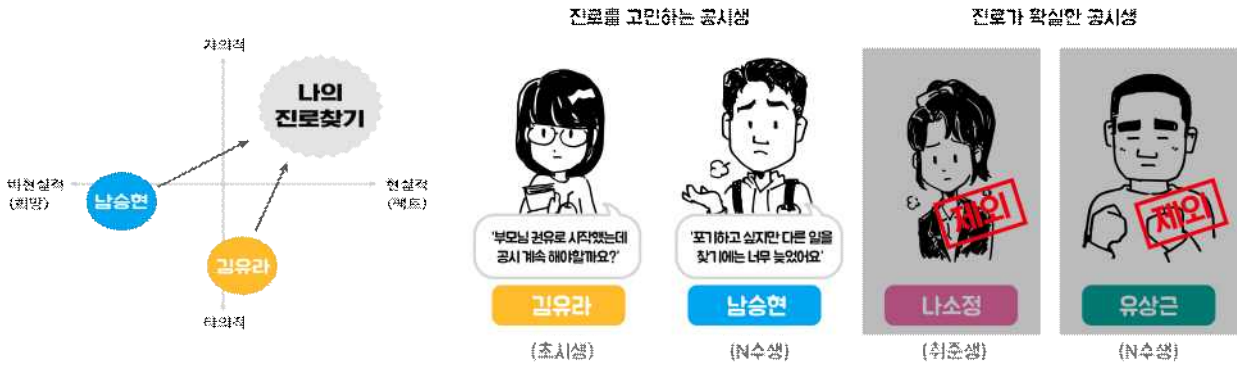 진로를 고민하는 공시생
진로가 확실한 공시생
자의적
나의
진로찾기
비현실적
(희망)
현실적
(팩트)
남승현
김유라
타의적
'부모님 권유로 시작했는데
공시 계속 해야할까요?'
김유라
(초시생)
'포기하고 싶지만 다른 일을
찾기에는 너무 늦었어요'
남승현
(N수생)
제외
나소정
(취준생)
제외
유상근
(N수생)